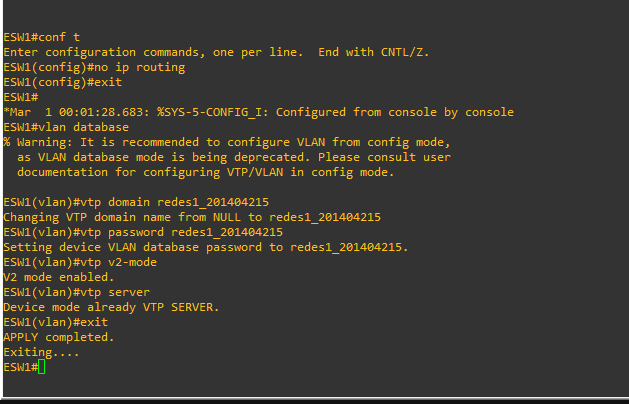 ESW1#conf t
Enter configuration commands, one per line.  End with CNTL/Z.
ESW1(config)#no ip routing
ESW1(config)#exit
ESW1#
*Mar  1 00:01:28.683: %SYS-5-CONFIG_I: Configured from console by console
ESW1#vlan database
% Warning: It is recommended to configure VLAN from config mode,
  as VLAN database mode is being deprecated. Please consult user
  documentation for configuring VTP/VLAN in config mode.

ESW1(vlan)#vtp domain redes1_201404215
Changing VTP domain name from NULL to redes1_201404215
ESW1(vlan)#vtp password redes1_201404215
Setting device VLAN database password to redes1_201404215.
ESW1(vlan)#vtp v2-mode
V2 mode enabled.
ESW1(vlan)#vtp server
Device mode already VTP SERVER.
ESW1(vlan)#exit
APPLY completed.
Exiting....
ESW1#